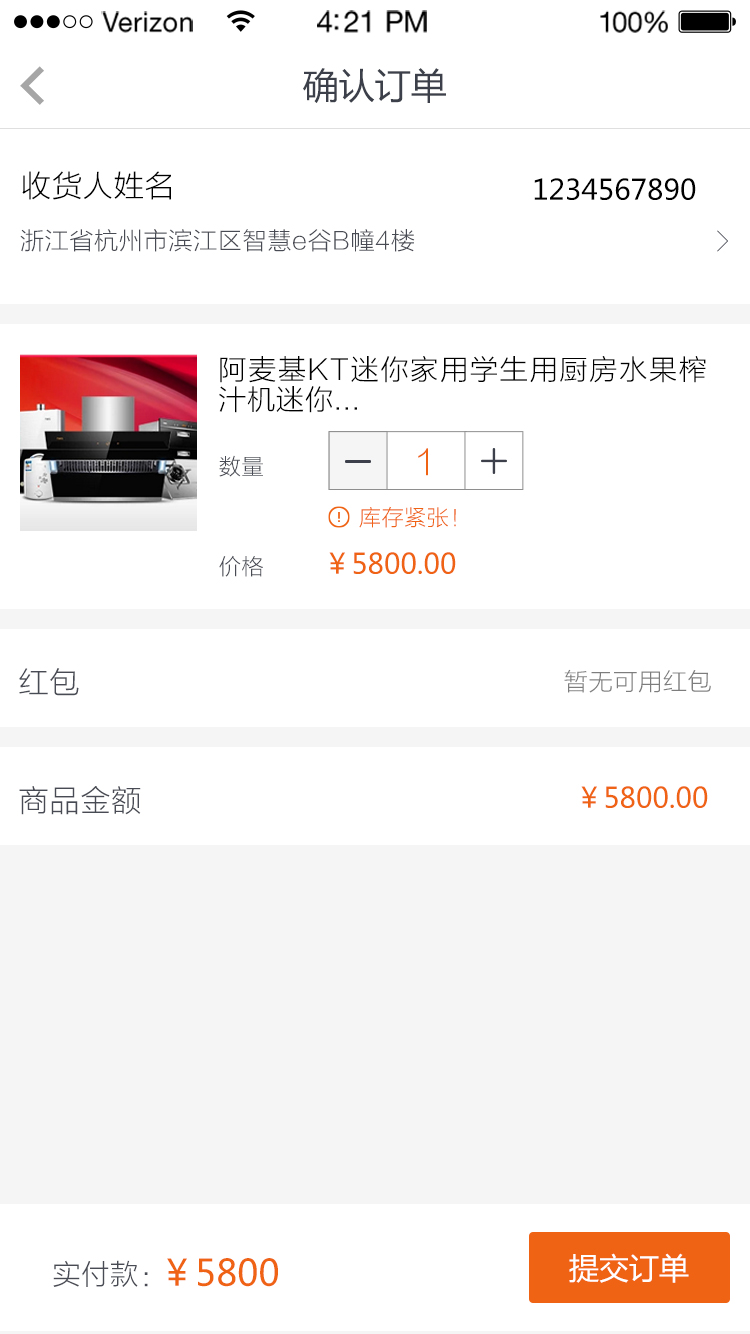 Verizon 4:21 PM 100%
确认订单
收货人姓名 1234567890
浙江省杭州市滨江区智慧e谷B幢4楼
阿麦基KT迷你家用学生用厨房水果榨
汁机迷你...
数量 1
库存紧张!
价格 ¥ 5800.00
红包 暂无可用红包
商品金额 ¥ 5800.00
实付款: ¥ 5800 提交订单